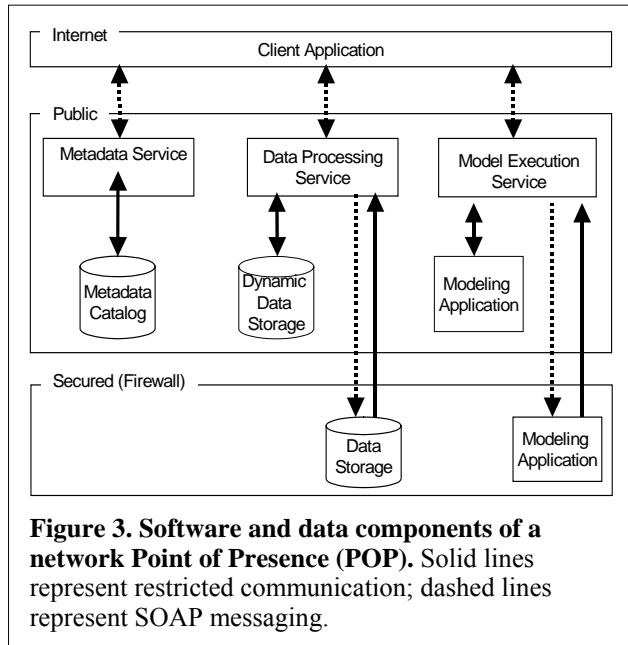 Internet
Client Application
Public
Metadata Service
Data Processing
Service
Model Execution
Service
Metadata
Catalog
Dynamic
Data
Storage
Modeling
Application
Secured (Firewall)
Data
Storage
Modeling
Application
Figure 3. Software and data components of a
network Point of Presence (POP). Solid lines
represent restricted communication; dashed lines
represent SOAP messaging.